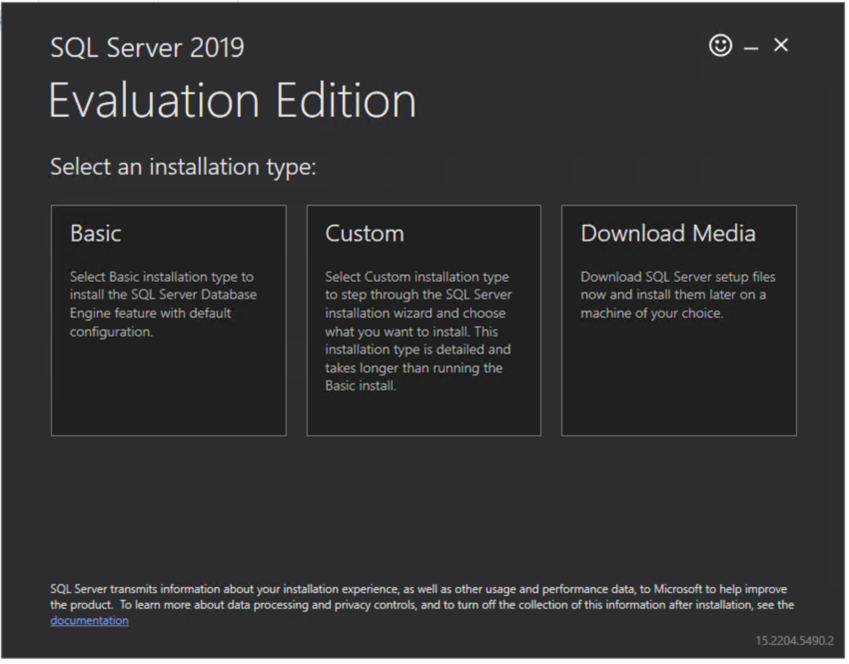 SQL Server 2019
Evaluation Edition
Select an installation type:
Basic
Select Basic installation type to
install the SQL Server Database
Engine feature with default
configuration.
Custom
Select Custom installation type
to step through the SQL Server
installation wizard and choose
what you want to install. This
installation type is detailed and
takes longer than running the
Basic install.
Download Media
Download SQL Server setup files
now and install them later on a
machine of your choice.
SQL Server transmits information about your installation experience, as well as other usage and performance data, to Microsoft to help improve
the product.  To learn more about data processing and privacy controls, and to turn off the collection of this information after installation, see the
documentation
15.2204.5490.2